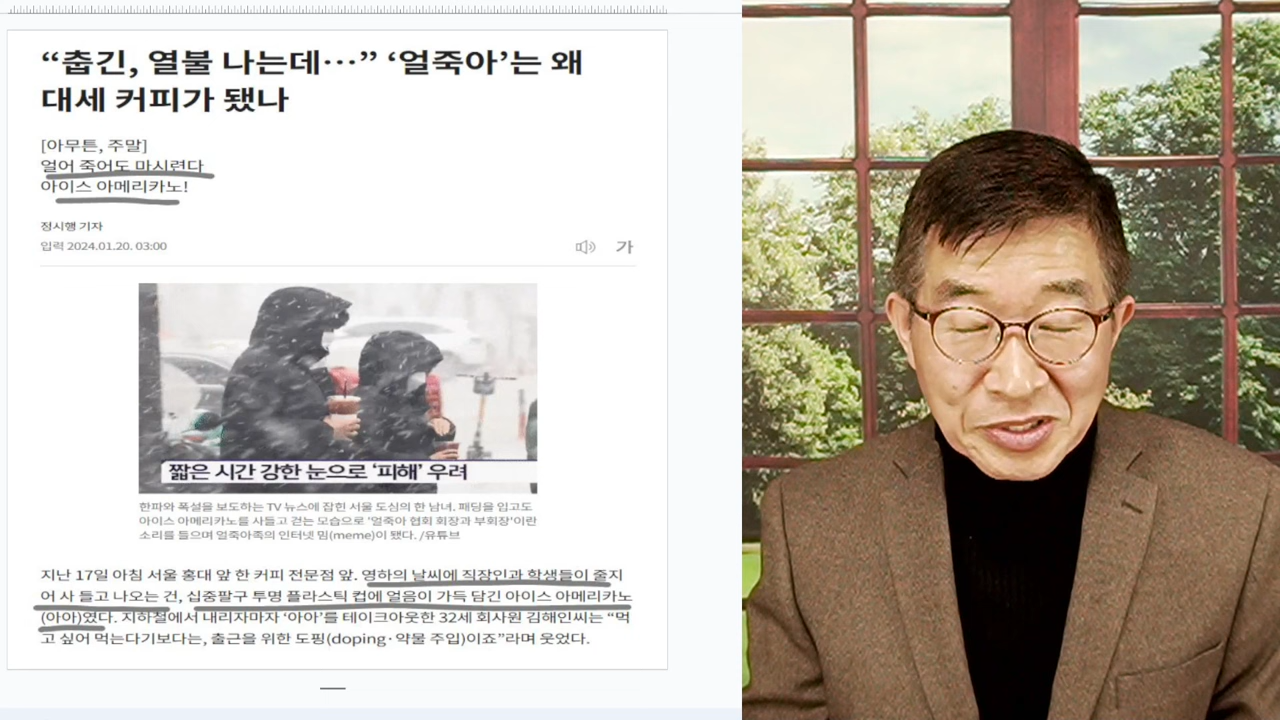 “춥긴, 열불 나는데…” ‘얼죽아’는 왜
대세 커피가 됐나
[아무튼, 주말]
얼어 죽어도 마시련다
아이스 아메리카노!
정시행 기자
입력 2024.01.20. 03:00
가
짧은 시간 강한 눈으로 ‘피해’ 우려
한파와 폭설을 보도하는 TV 뉴스에 잡힌 서울 도심의 한 남녀. 패딩을 입고도
아이스 아메리카노를 사들고 걷는 모습으로 ‘얼죽아 협회 회장과 부회장’이란
소리를 들으며 얼죽아족의 인터넷 밈(meme)이 됐다. /유튜브
지난 17일 아침 서울 홍대 앞 한 커피 전문점 앞. 영하의 날씨에 직장인과 학생들이 줄지
어 사 들고 나오는 건, 십중팔구 투명 플라스틱 컵에 얼음이 가득 담긴 아이스 아메리카노
(아아)였다. 지하철에서 내리자마자 ‘아아’를 테이크아웃한 32세 회사원 김해인씨는 “먹
고 싶어 먹는다기보다는, 출근을 위한 도핑(doping·약물 주입)이죠”라며 웃었다.